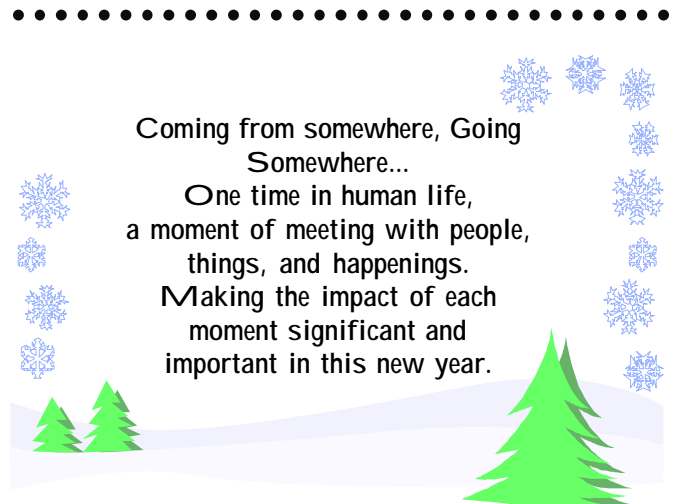 Coming from somewhere, Going
Somewhere...
One time in human life,
a moment of meeting with people,
things, and happenings.
Making the impact of each
moment significant and
important in this new year.